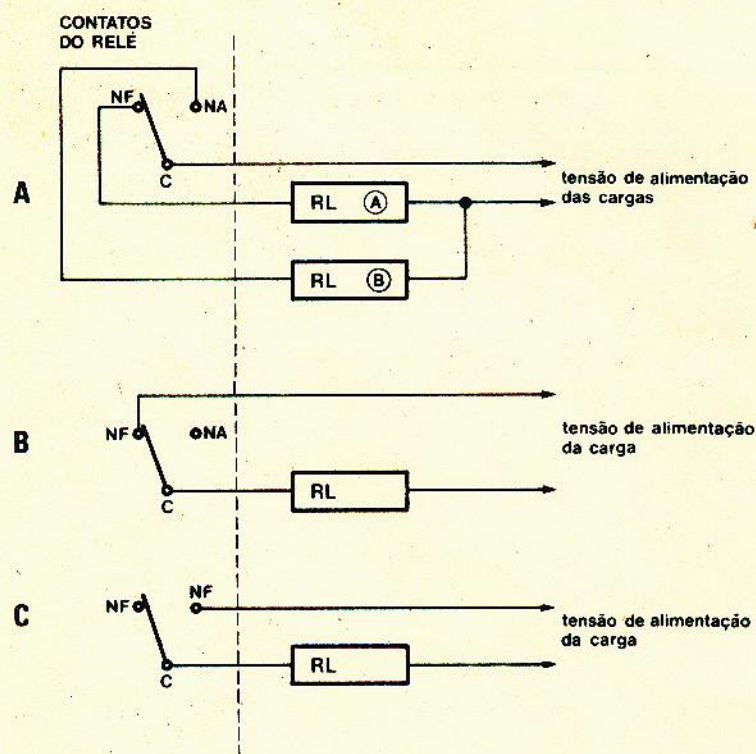 CONTATOS
DO RELÉ
NF
NA
C
A
RL A
tensão de alimentação
das cargas
RL B
B
NF
NA
C
RL
tensão de alimentação
da carga
C
NF
NF
C
RL
tensão de alimentação
da carga